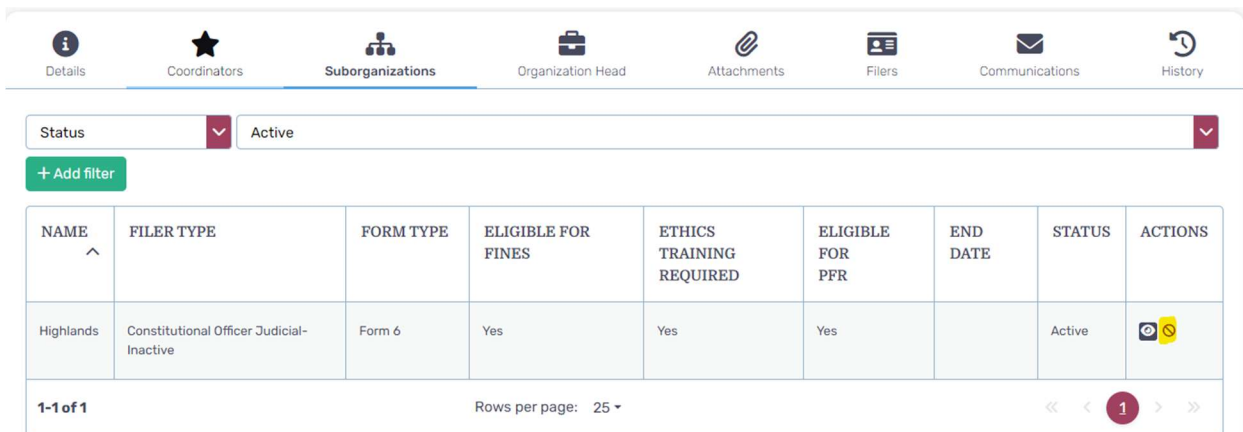 Details Coordinators Suborganizations Organization Head Attachments Filers Communications History
Status Active
+ Add filter
NAME FILER TYPE FORM TYPE ELIGIBLE FOR FINES ETHICS TRAINING REQUIRED ELIGIBLE FOR PFR END DATE STATUS ACTIONS
Highlands Constitutional Officer Judicial-Inactive Form 6 Yes Yes Yes Active
1-1 of 1 Rows per page: 25 « < 1 > »